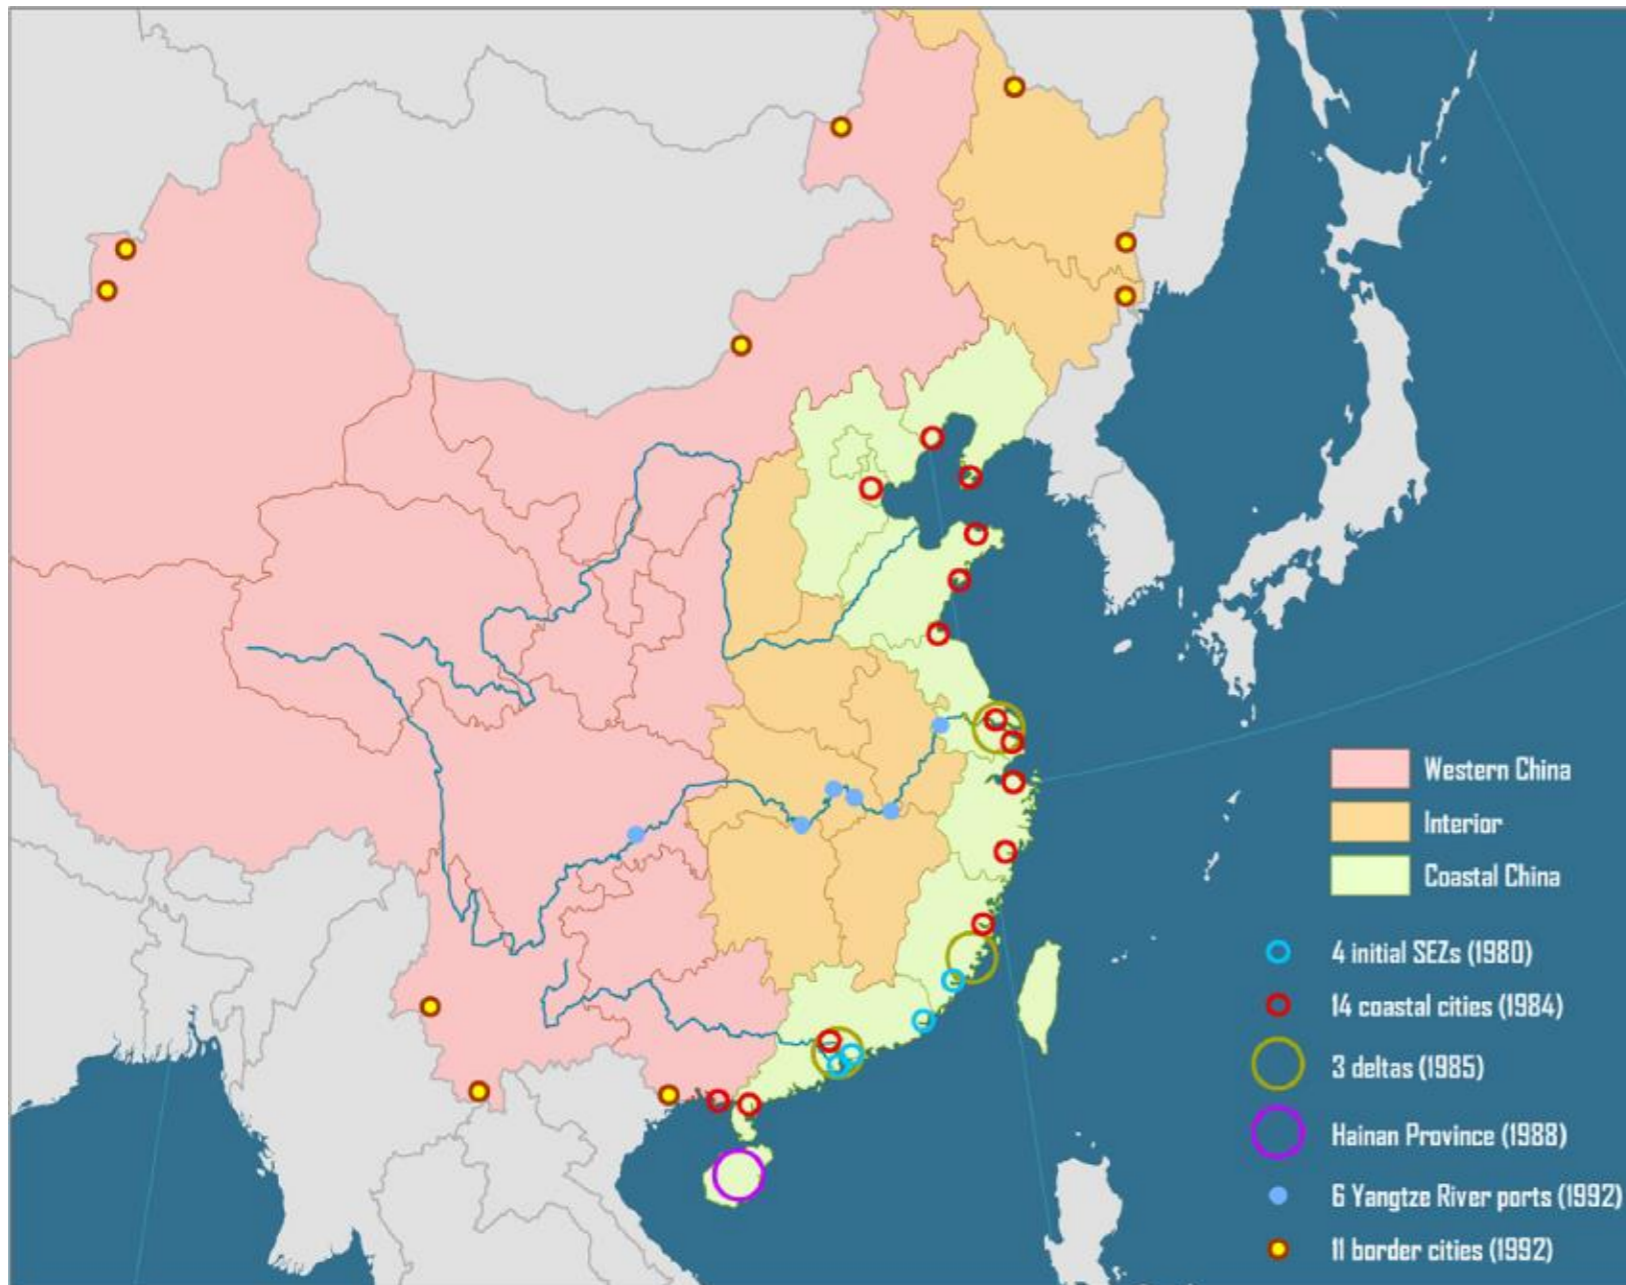 Western China
Interior
Coastal China
4 initial SEZs (1980)
14 coastal cities (1984)
3 deltas (1985)
Hainan Province (1988)
6 Yangtze River ports (1992)
11 border cities (1992)